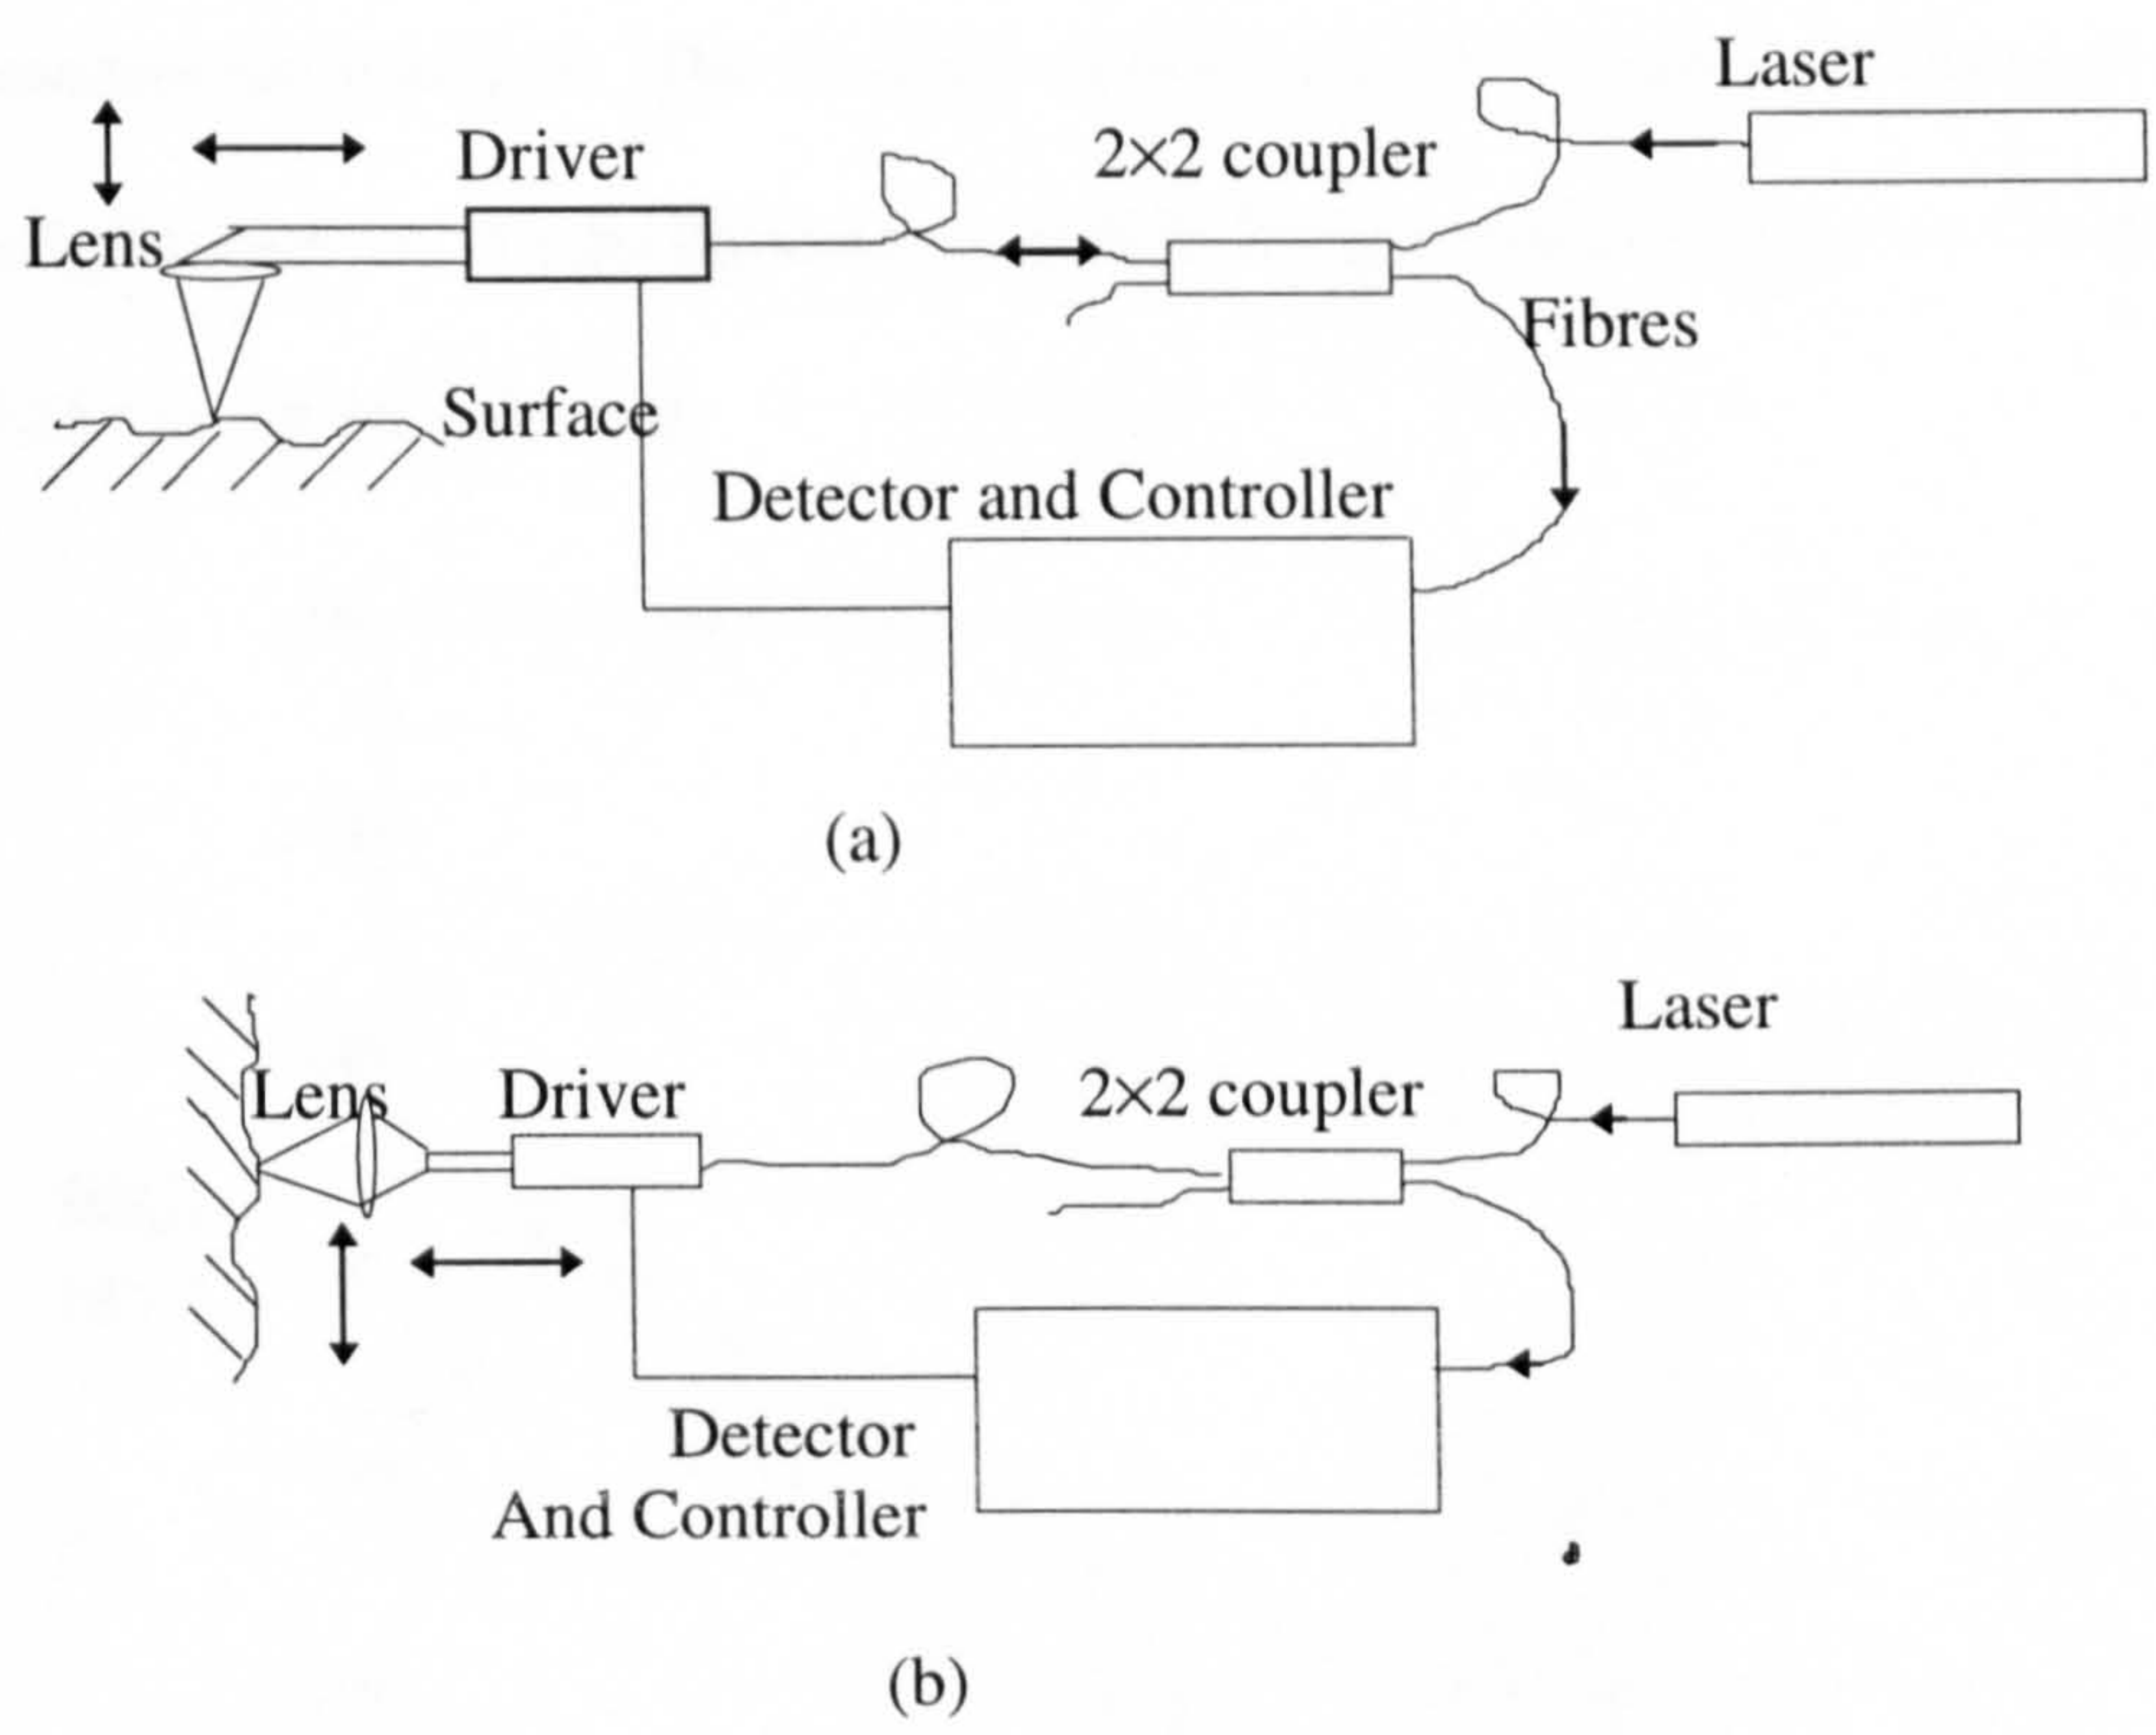 Laser
Driver
2×2 coupler
Lens
Fibres
Surface
Detector and Controller
(a)
Laser
Lens
Driver
2×2 coupler
Detector
And Controller
(b)